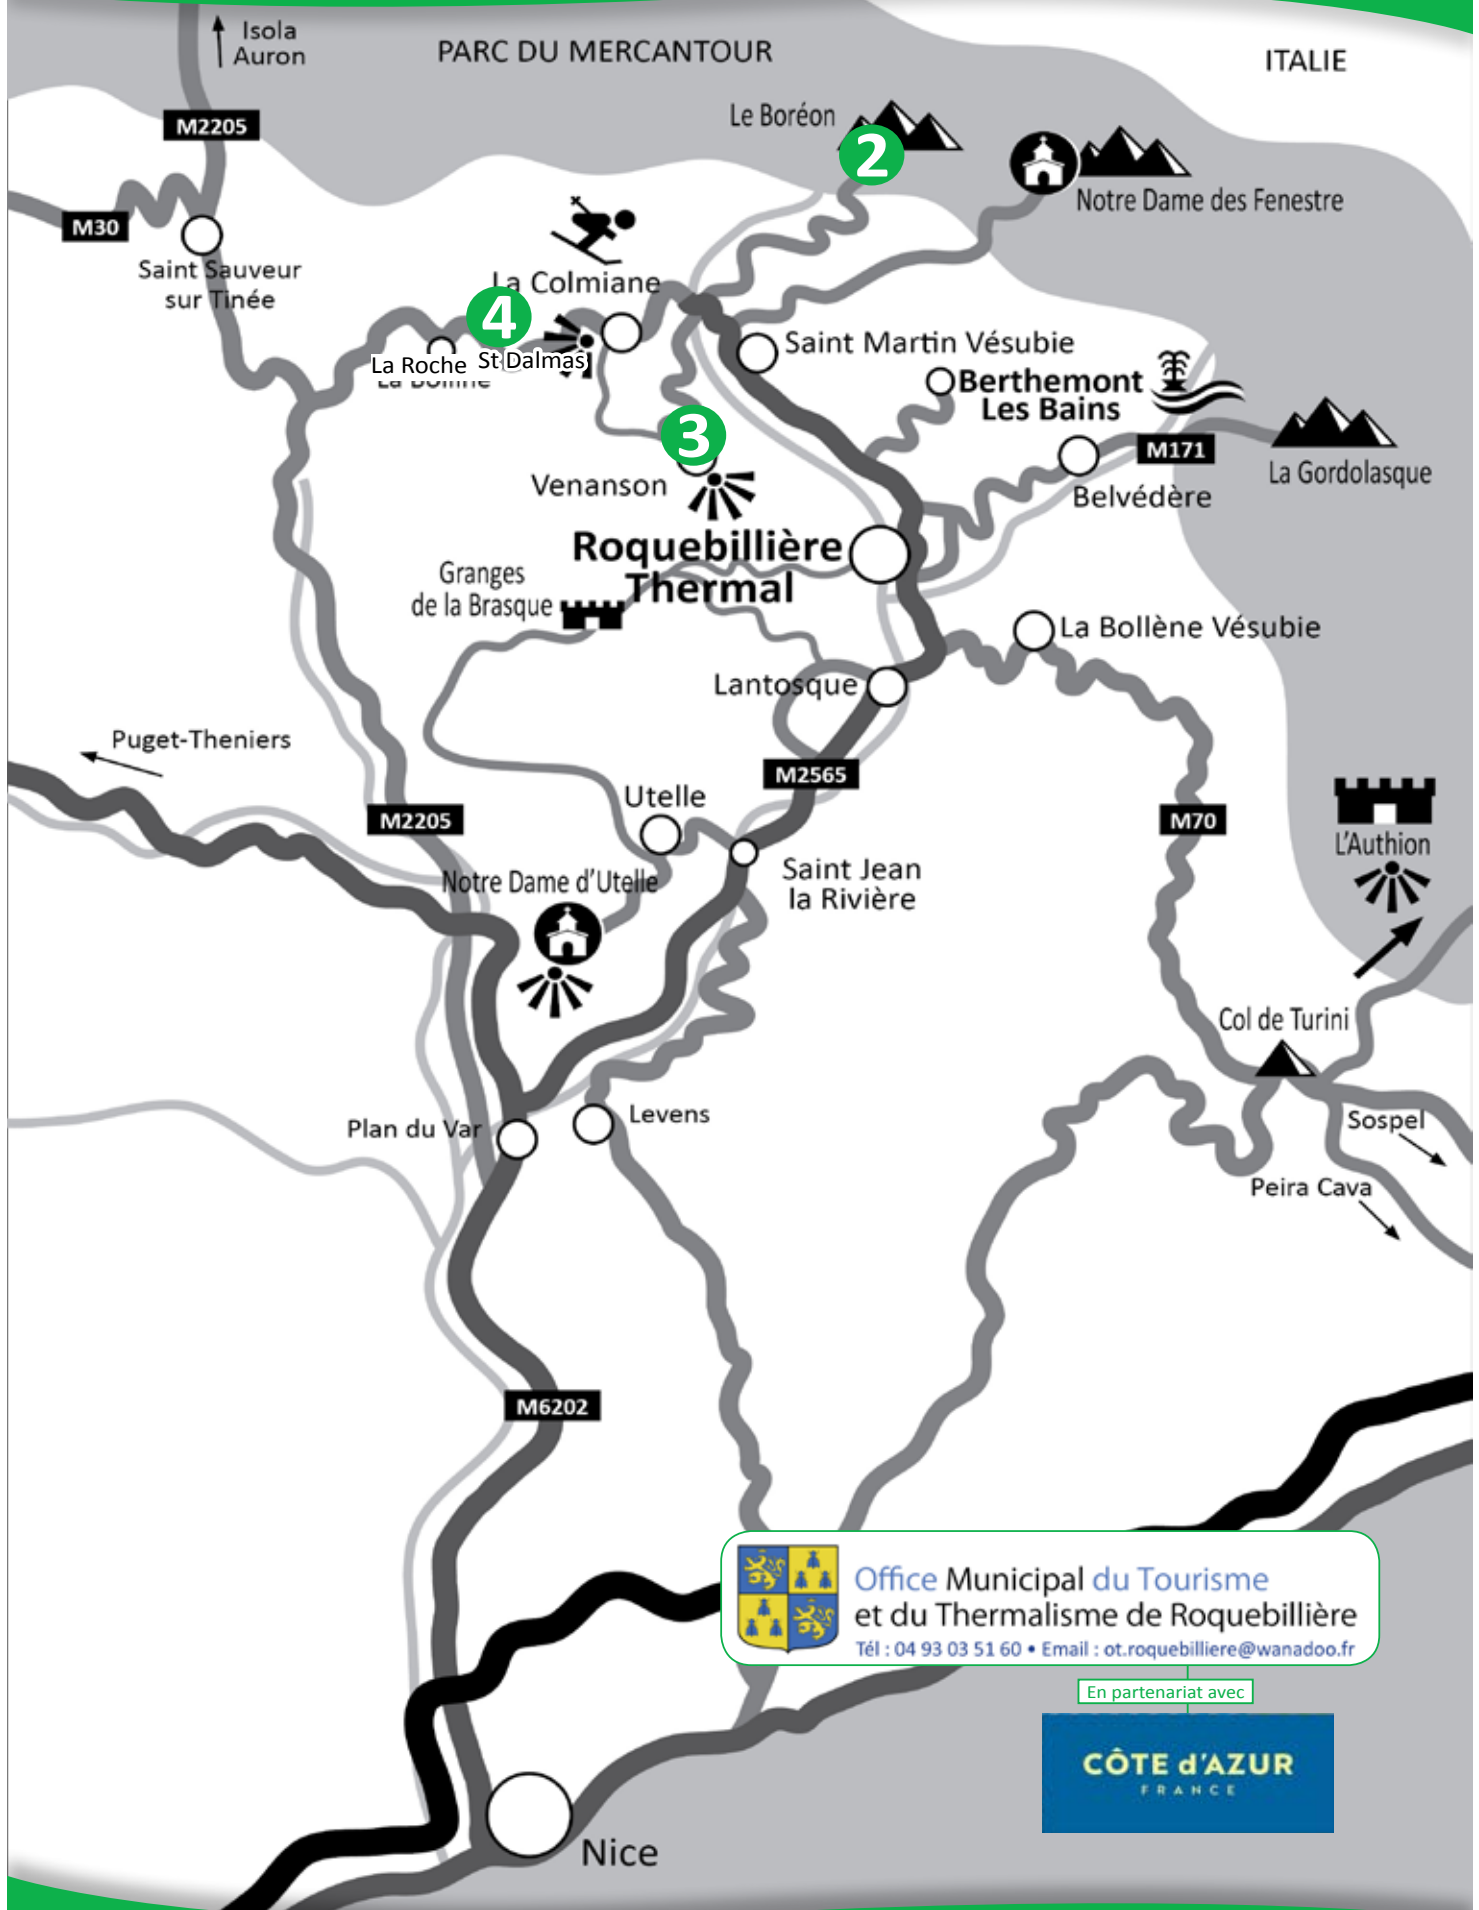 Isola
Auron
PARC DU MERCANTOUR
ITALIE
M2205
Le Boréon
2
Notre Dame des Fenestre
M30
Saint Sauveur
sur Tinée
La Colmiane
4
Saint Martin Vésubie
La Roche
St Dalmas
Berthemont
Les Bains
3
M171
La Gordolasque
Venanson
Belvédère
Roquebillière
Thermal
Granges
de la Brasque
La Bollène Vésubie
Lantosque
Puget-Theniers
M2565
Utelle
M2205
M70
L'Authion
Saint Jean
la Rivière
Notre Dame d'Utelle
Col de Turini
Plan du Var
Levens
Sospel
Peira Cava
M6202
Office Municipal du Tourisme
et du Thermalisme de Roquebillière
Tél : 04 93 03 51 60 • Email : ot.roquebilliere@wanadoo.fr
En partenariat avec
CÔTE d'AZUR
FRANCE
Nice